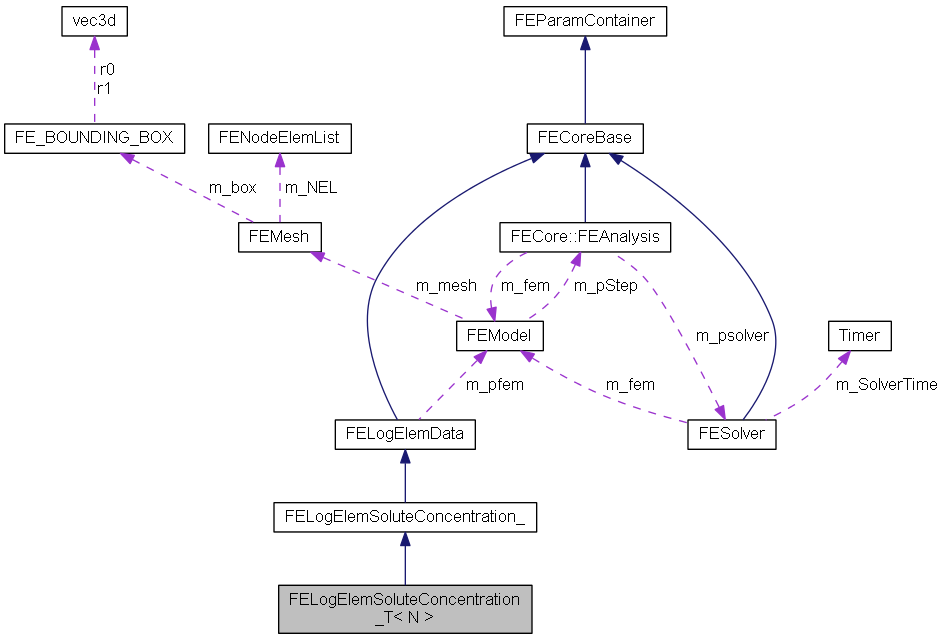 vec3d
FEParamContainer
r0
r1
FE_BOUNDING_BOX
FENodeElemList
FECoreBase
m_box
m_NEL
FEMesh
FECore::FEAnalysis
m_mesh
m_fem
m_pStep
FEModel
m_psolver
Timer
m_pfem
m_fem
m_SolverTime
FELogElemData
FESolver
FELogElemSoluteConcentration_
FELogElemSoluteConcentration
_T< N >